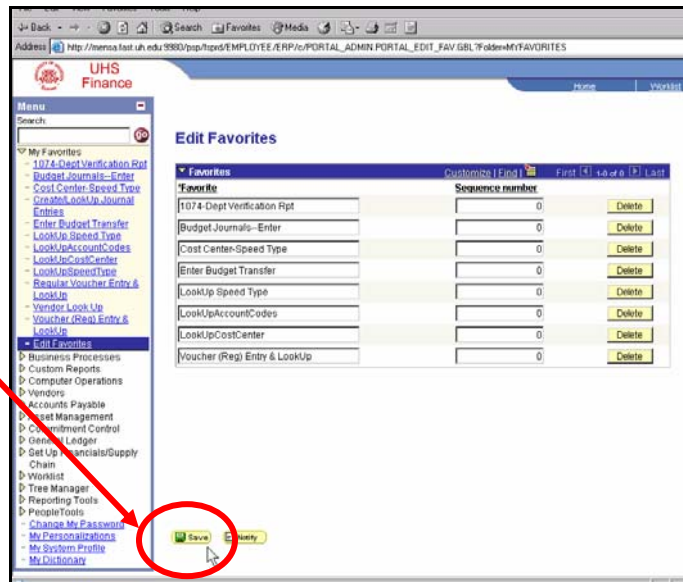 File Edit View Favorites Tools Help
Back Search Favorites Media
Address http://mensa.fast.uh.edu:9980/psp/fsprd/EMPLOYEE/ERP/c/PORTAL_ADMIN.PORTAL_EDIT_FAV.GBL?Folder=MYFAVORITES
UHS
Finance
Home Worklist
Menu
Search:
My Favorites
- 1074-Dept Verification Rpt
- Budget Journals--Enter
- Cost Center-Speed Type
- Create/LookUp Journal
Entries
- Enter Budget Transfer
- LookUp Speed Type
- LookUpAccountCodes
- LookUpCostCenter
- LookUpSpeedType
- Regular Voucher Entry &
LookUp
- Vendor Look Up
- Voucher (Reg) Entry &
LookUp
- Edit Favorites
Business Processes
Custom Reports
Computer Operations
Vendors
Accounts Payable
Asset Management
Commitment Control
General Ledger
Set Up Financials/Supply
Chain
Worklist
Tree Manager
Reporting Tools
PeopleTools
- Change My Password
- My Personalizations
- My System Profile
- My Dictionary
Edit Favorites
Favorites Customize | Find | First 1-8 of 8 Last
*Favorite Sequence number
1074-Dept Verification Rpt 0 Delete
Budget Journals--Enter 0 Delete
Cost Center-Speed Type 0 Delete
Enter Budget Transfer 0 Delete
LookUp Speed Type 0 Delete
LookUpAccountCodes 0 Delete
LookUpCostCenter 0 Delete
Voucher (Reg) Entry & LookUp 0 Delete
Save Notify